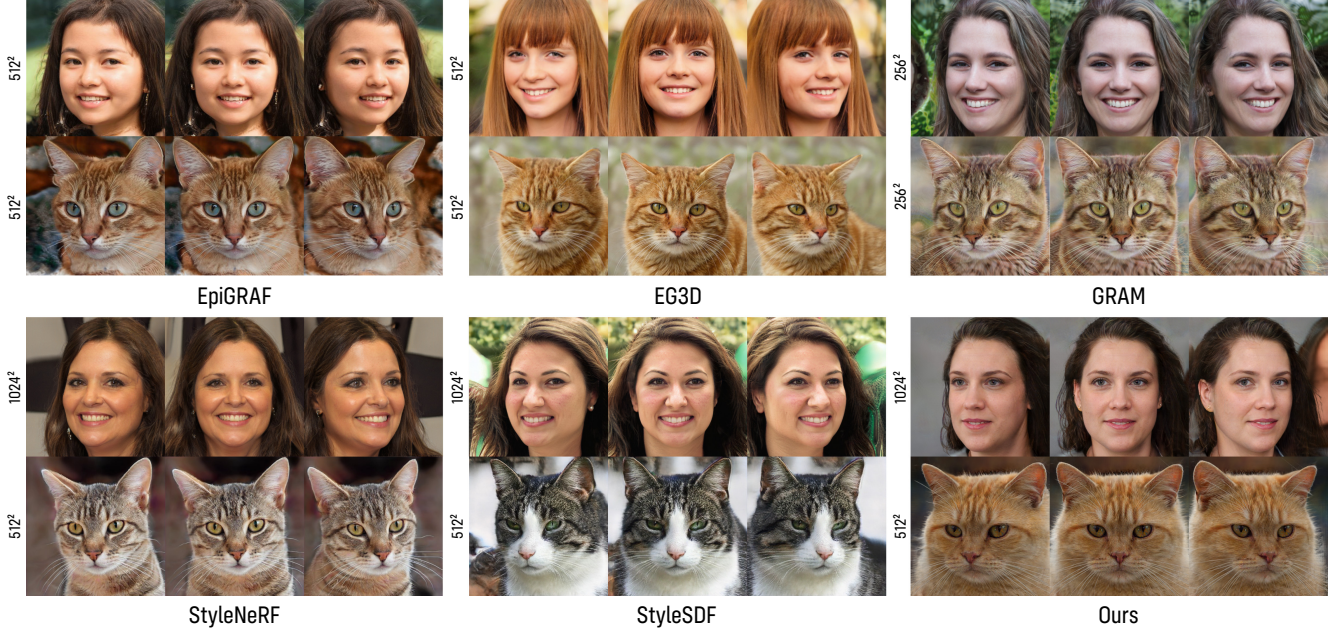 512²
512²
EpiGRAF
512²
512²
EG3D
256²
256²
GRAM
1024²
512²
StyleNeRF
1024²
512²
StyleSDF
1024²
512²
Ours